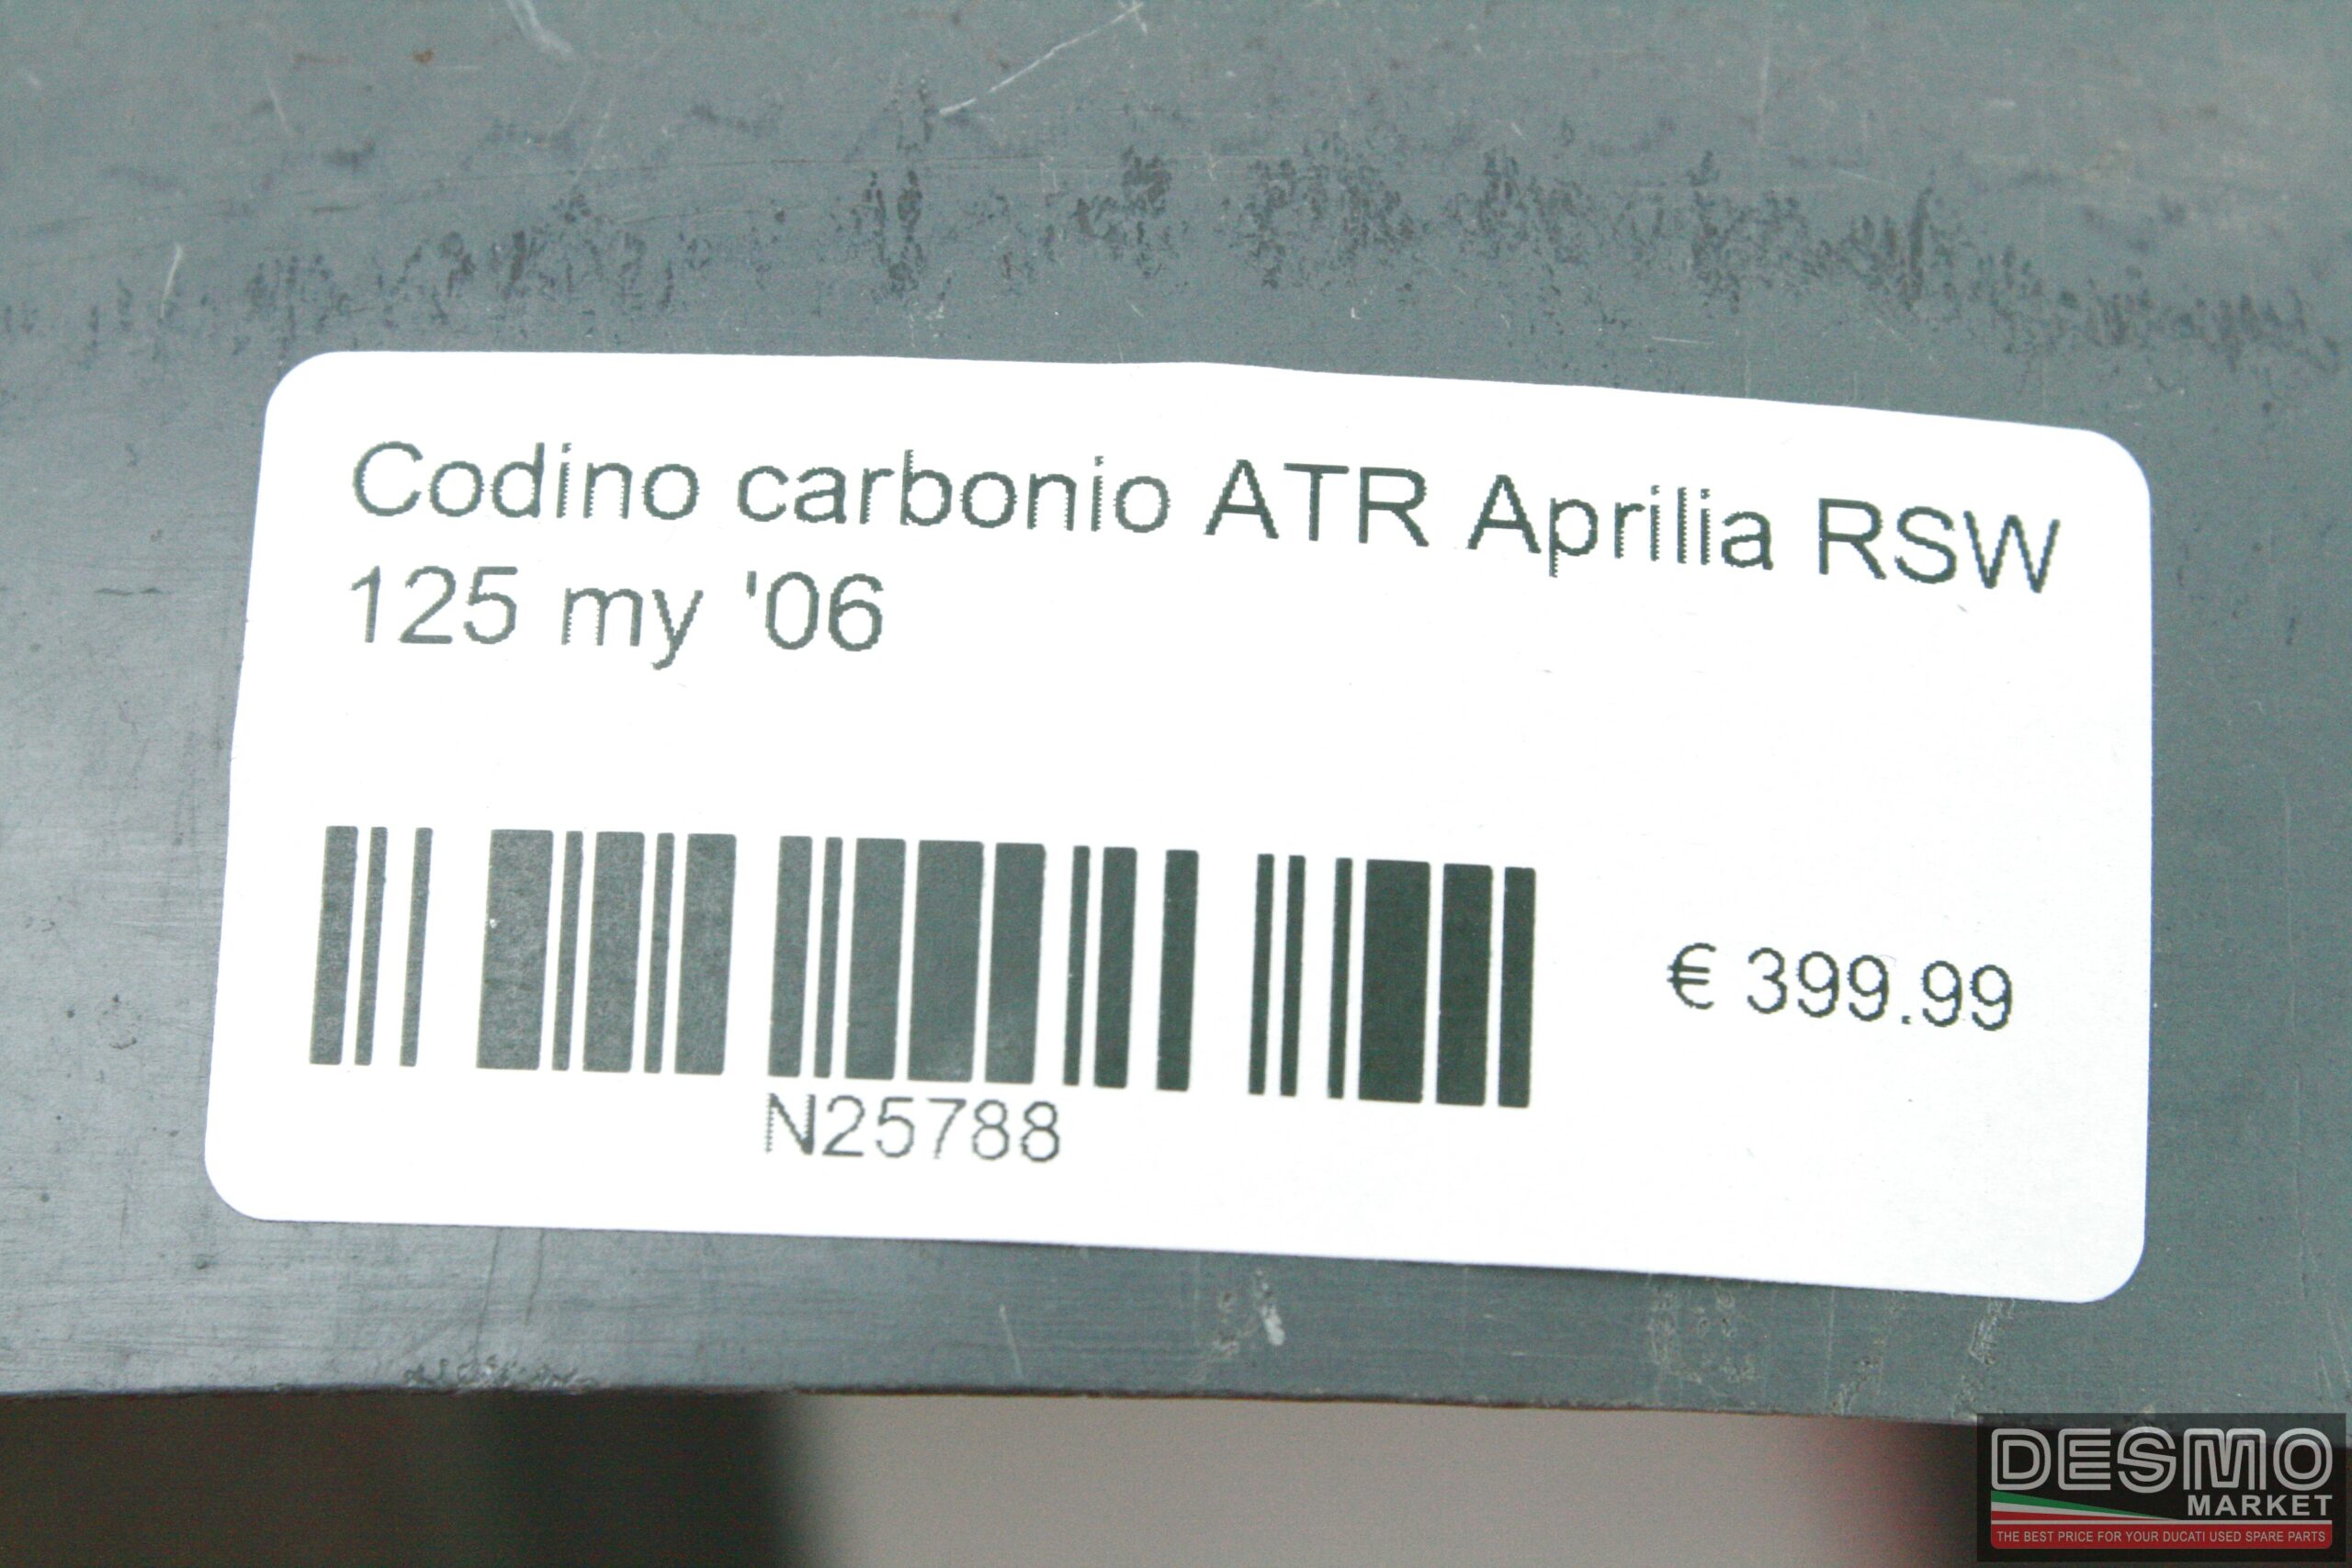 Codino carbonio ATR Aprilia RSW
125 my '06
€ 399.99
N25788
DESMO
MARKET
THE BEST PRICE FOR YOUR DUCATI USED SPARE PARTS